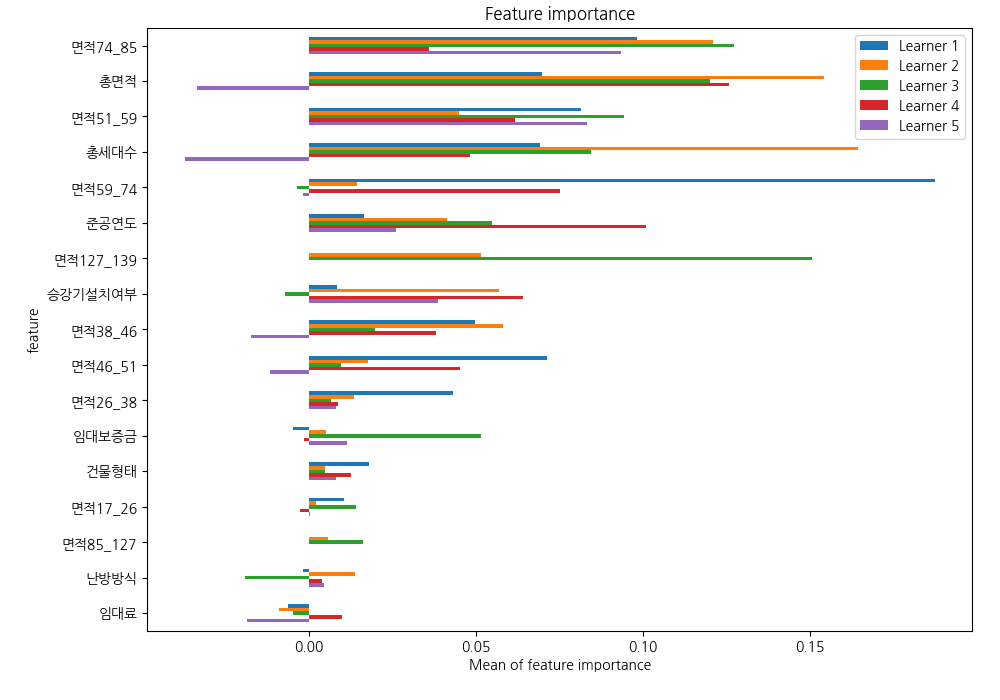 Feature importance
면적74_85
총면적
면적51_59
총세대수
면적59_74
준공연도
면적127_139
승강기설치여부
면적38_46
면적46_51
면적26_38
임대보증금
건물형태
면적17_26
면적85_127
난방방식
임대료
feature
Learner 1
Learner 2
Learner 3
Learner 4
Learner 5
0.00 0.05 0.10 0.15
Mean of feature importance